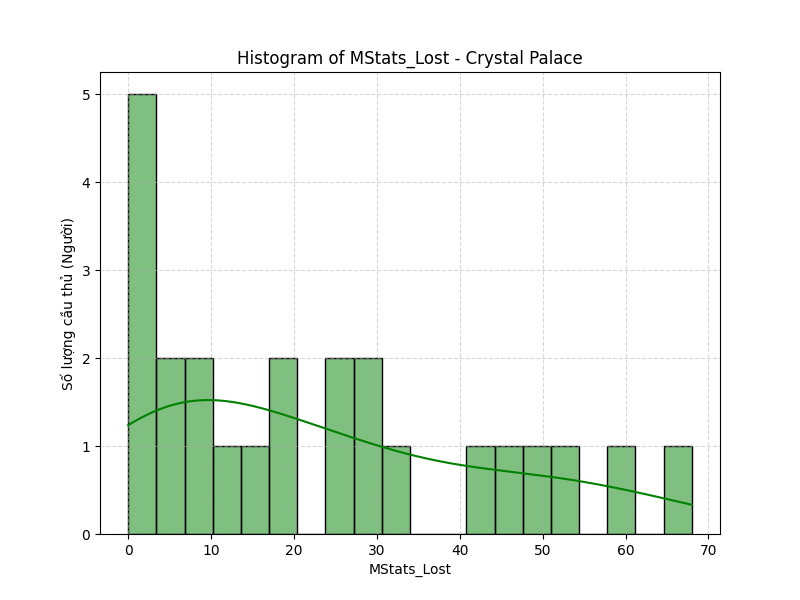 Histogram of MStats_Lost - Crystal Palace
Số lượng cầu thủ (Người)
5
4
3
2
1
0
0 10 20 30 40 50 60 70
MStats_Lost